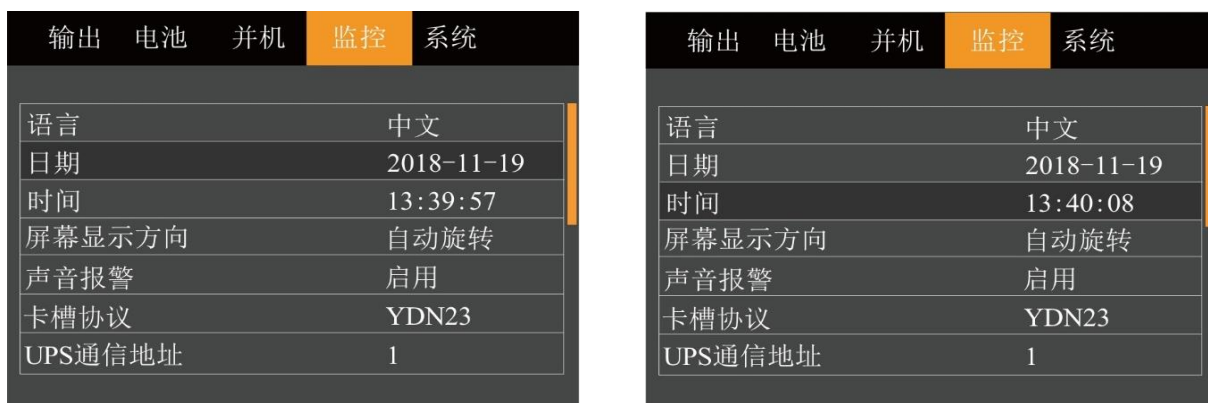 输出 电池 并机 监控 系统
语言 中文
日期 2018-11-19
时间 13:39:57
屏幕显示方向 自动旋转
声音报警 启用
卡槽协议 YDN23
UPS通信地址 1
输出 电池 并机 监控 系统
语言 中文
日期 2018-11-19
时间 13:40:08
屏幕显示方向 自动旋转
声音报警 启用
卡槽协议 YDN23
UPS通信地址 1